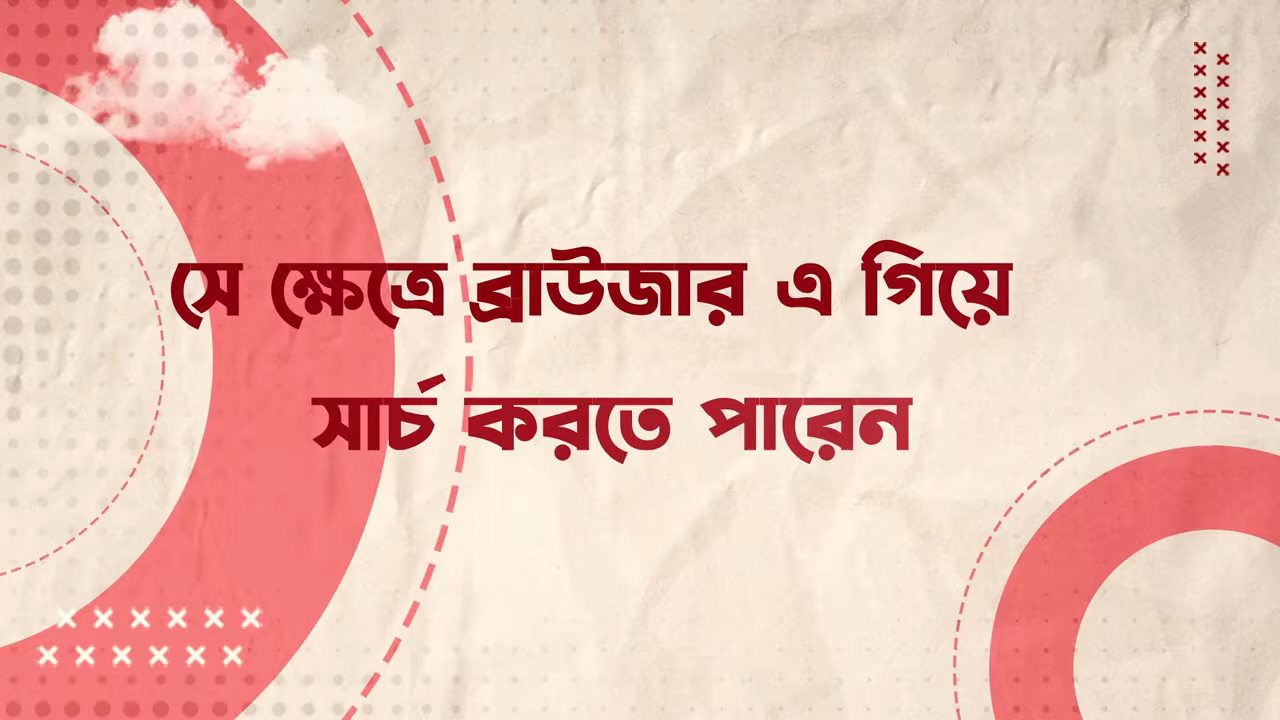 সে ক্ষেত্রে ব্রাউজার এ গিয়ে
সার্চ করতে পারেন